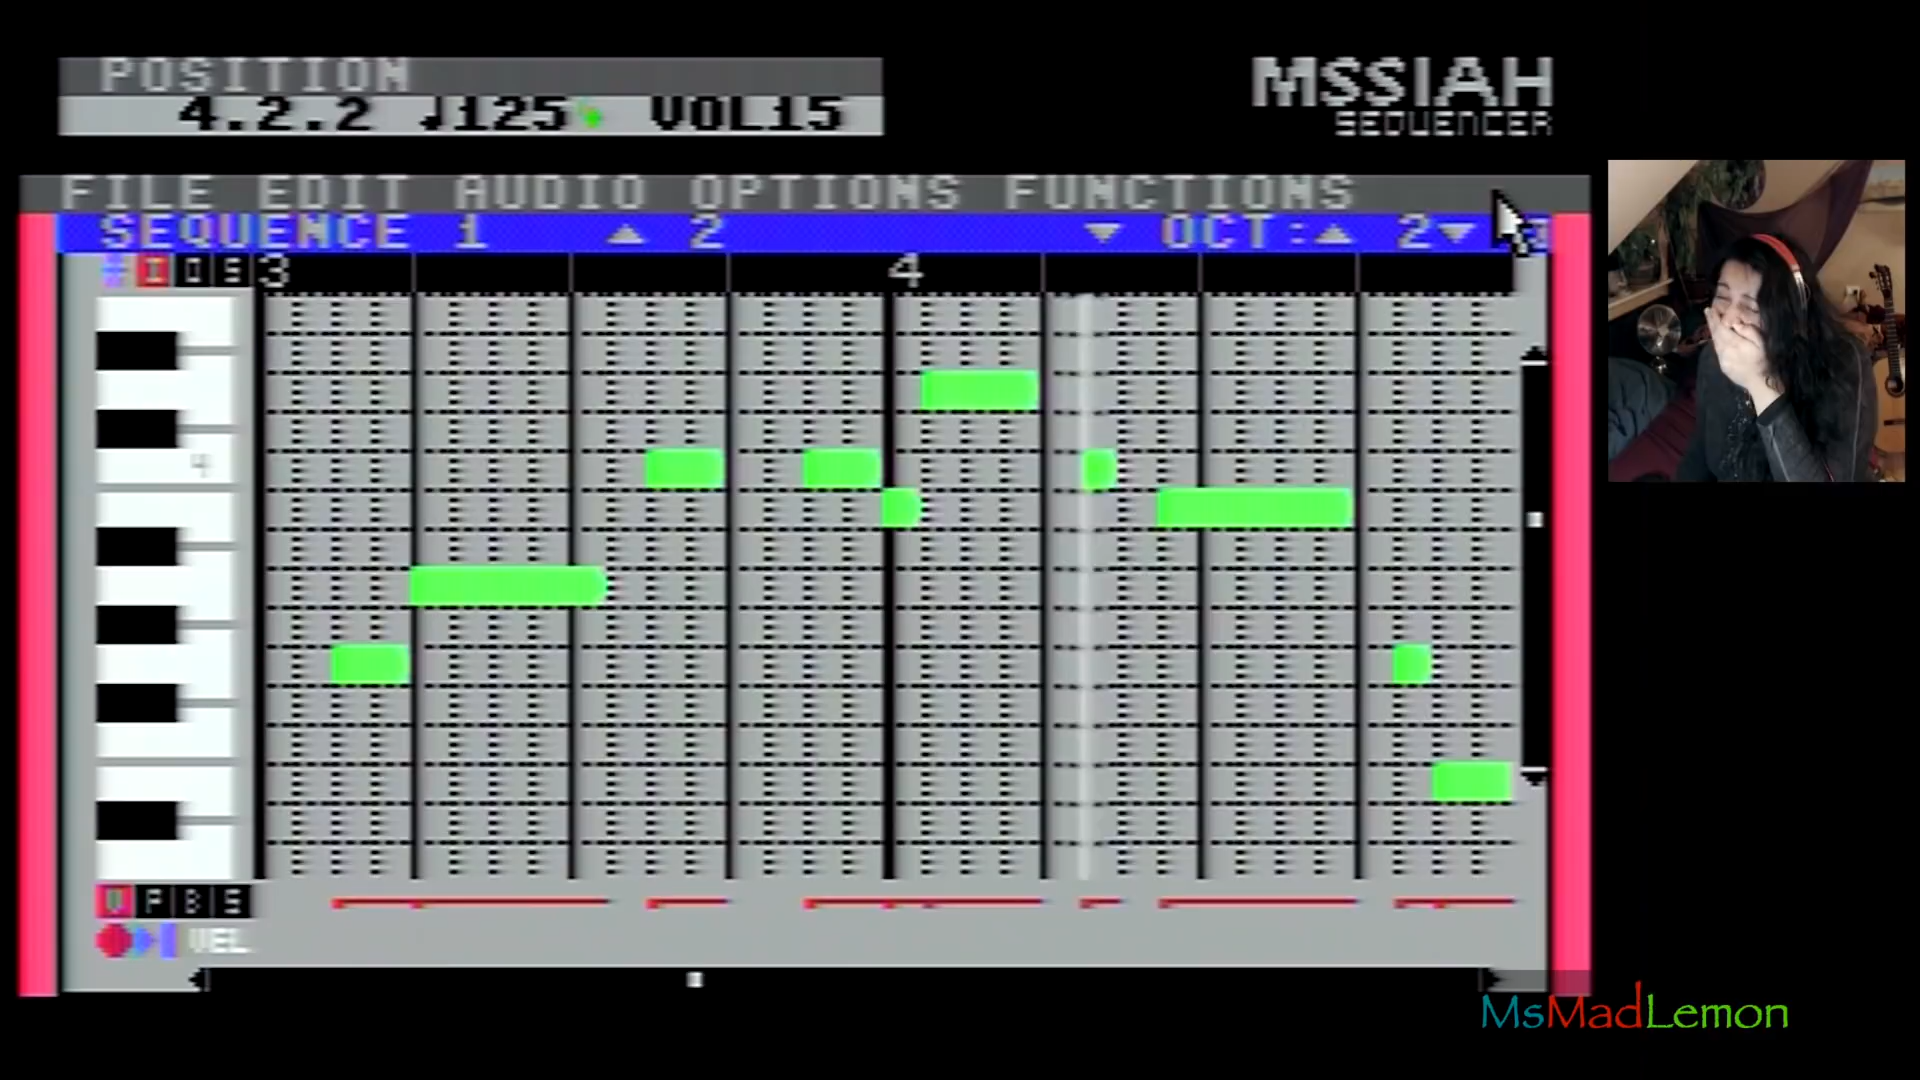 POSITION
4.2.2 ♩125 VOL15
MSSIAH
SEQUENCER
FILE EDIT AUDIO OPTIONS FUNCTIONS
SEQUENCE 1 ▲ 2 ▼ OCT:▲ 2▼
# I O S 3 4
4
V P B S
VEL
MsMadLemon